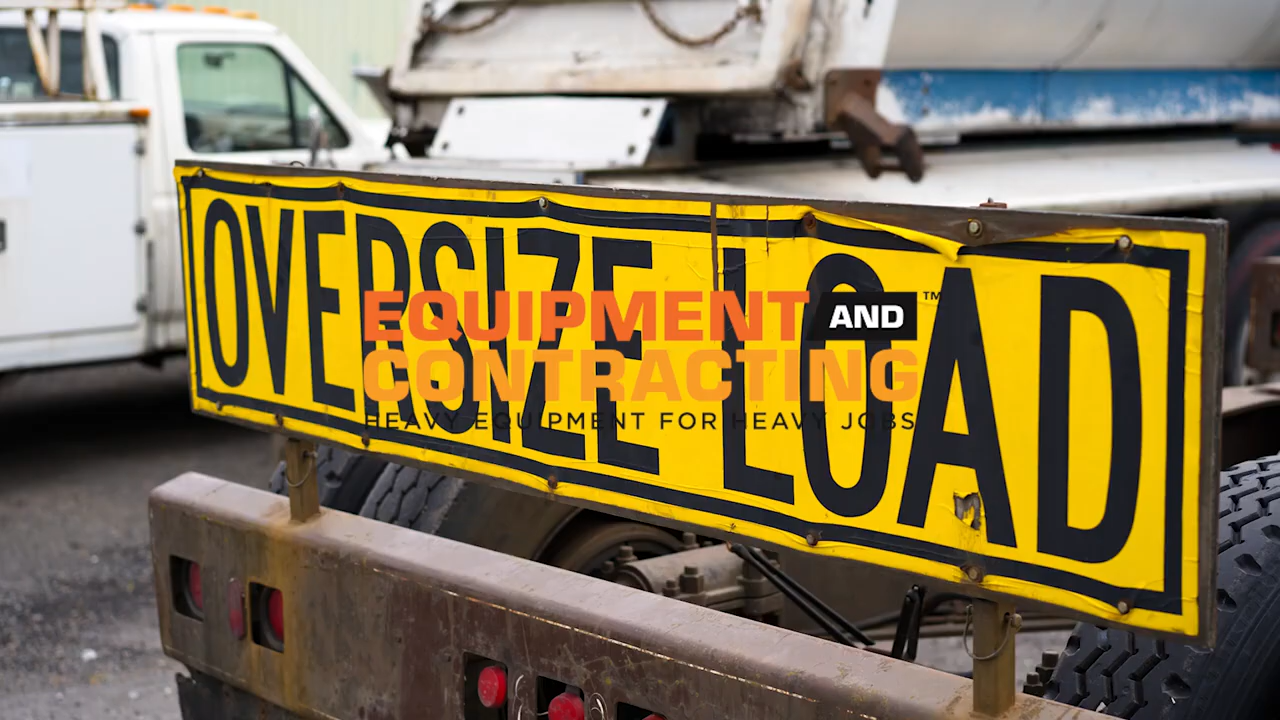 OVERSIZE LOAD
EQUIPMENT AND™
CONTRACTING
HEAVY EQUIPMENT FOR HEAVY JOBS